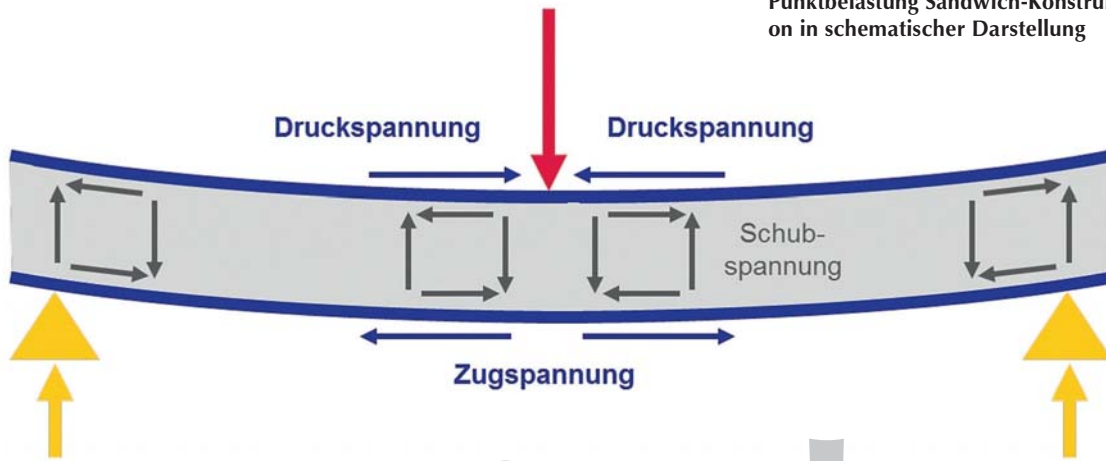 Punktbelastung Sandwich-Konstru
on in schematischer Darstellung
Druckspannung Druckspannung
Schub-
spannung
Zugspannung